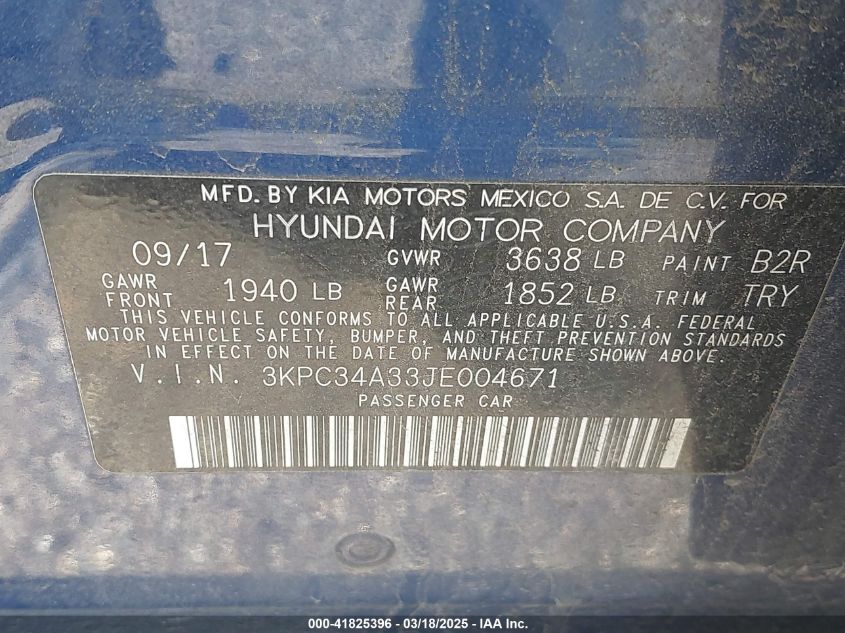 MFD. BY KIA MOTORS MEXICO S.A. DE C.V. FOR
HYUNDAI MOTOR COMPANY
09/17 GVWR 3638 LB PAINT B2R
GAWR FRONT 1940 LB GAWR REAR 1852 LB TRIM TRY
THIS VEHICLE CONFORMS TO ALL APPLICABLE U.S.A. FEDERAL
MOTOR VEHICLE SAFETY, BUMPER, AND THEFT PREVENTION STANDARDS
IN EFFECT ON THE DATE OF MANUFACTURE SHOWN ABOVE.
V.I.N. 3KPC34A33JE004671
PASSENGER CAR
000-41825396 - 03/18/2025 - IAA Inc.